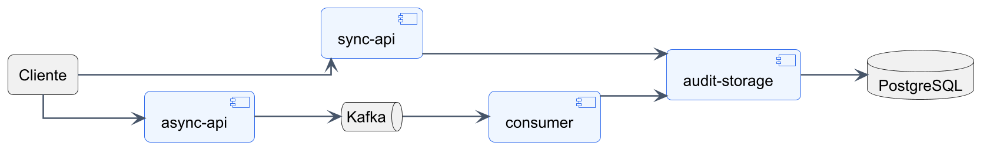 sync-api
Cliente
audit-storage
PostgreSQL
async-api
Kafka
consumer